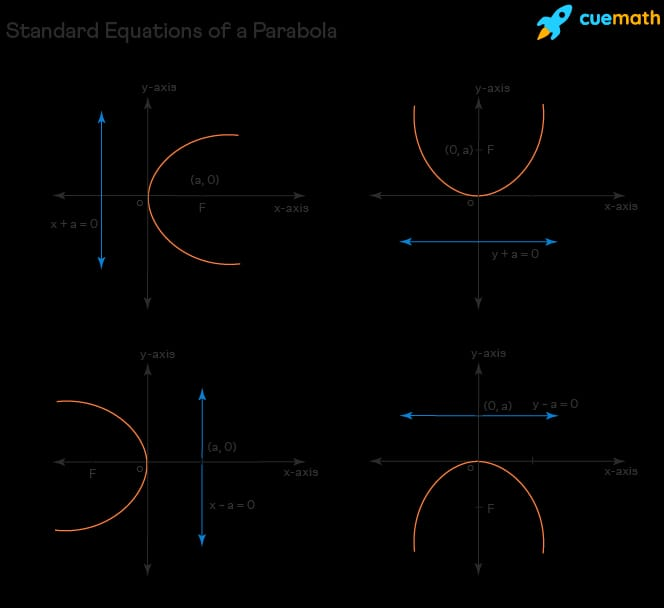 Standard Equations of a Parabola
cuemath
y-axis
(a, 0)
O
F
x-axis
x + a = 0
y-axis
(0, a)
F
O
x-axis
y + a = 0
y-axis
(a, 0)
O
F
x-axis
x – a = 0
y-axis
(0, a)
y – a = 0
O
x-axis
F